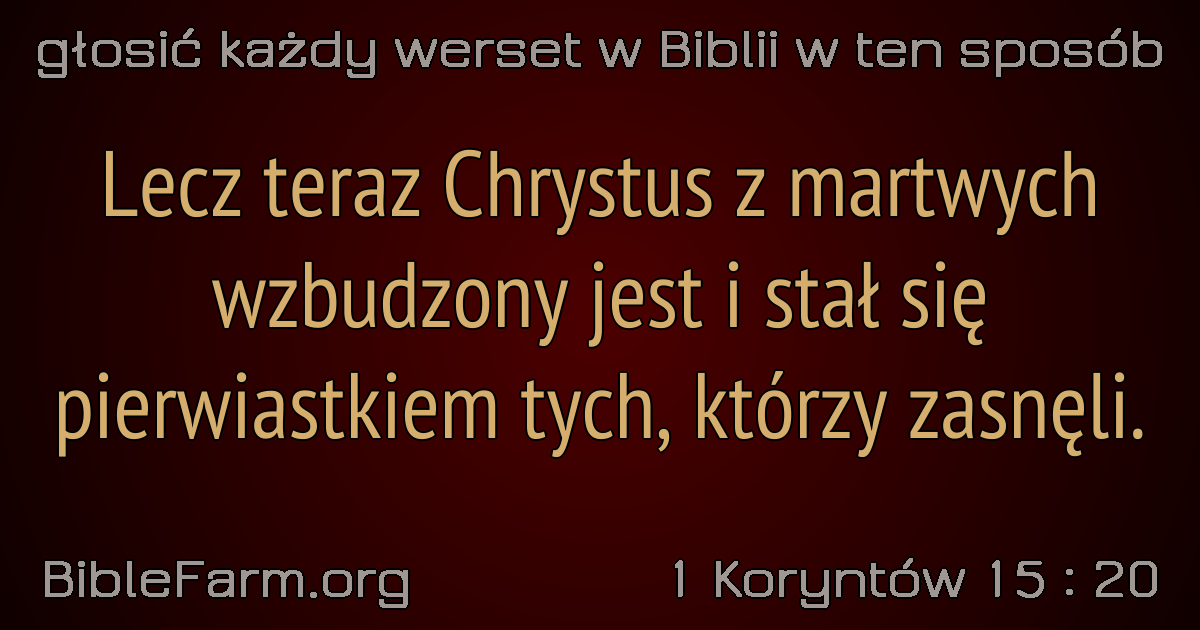 głosić każdy werset w Biblii w ten sposób
Lecz teraz Chrystus z martwych
wzbudzony jest i stał się
pierwiastkiem tych, którzy zasnęli.
BibleFarm.org
1 Koryntów 15 : 20